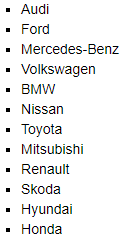 Audi
Ford
Mercedes-Benz
Volkswagen
BMW
Nissan
Toyota
Mitsubishi
Renault
Skoda
Hyundai
Honda